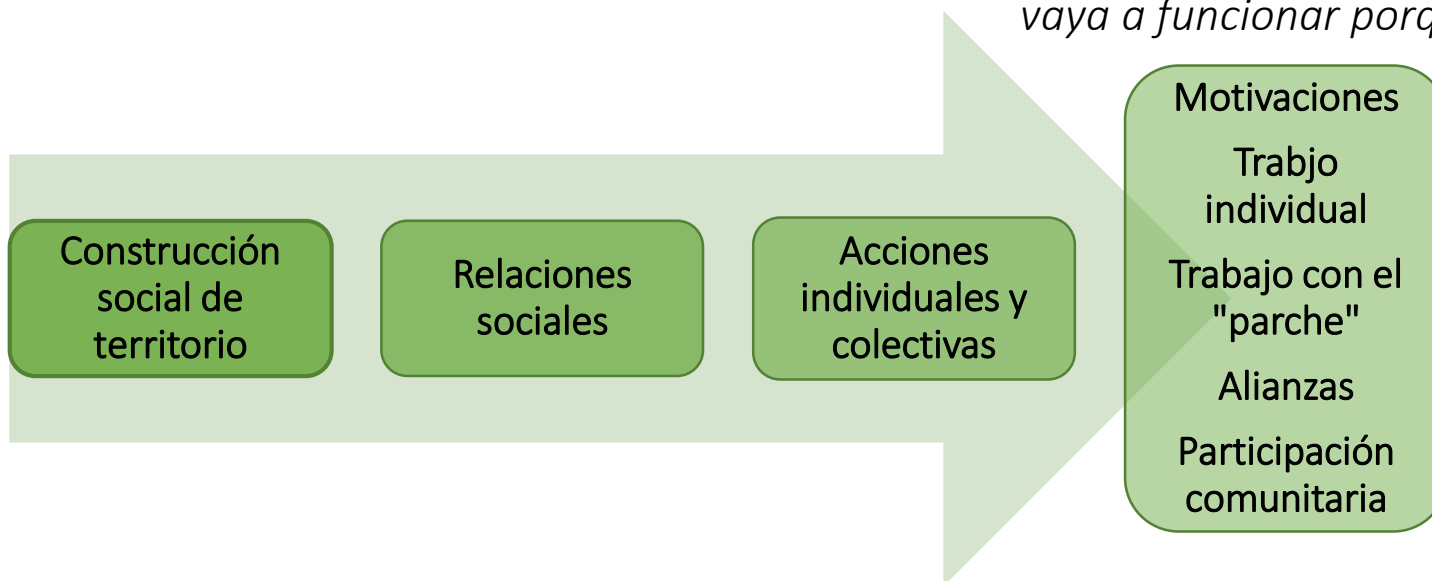 vaya a funcionar porq
Construcción
social de
territorio
Relaciones
sociales
Acciones
individuales y
colectivas
Motivaciones
Trabjo
individual
Trabajo con el
"parche"
Alianzas
Participación
comunitaria